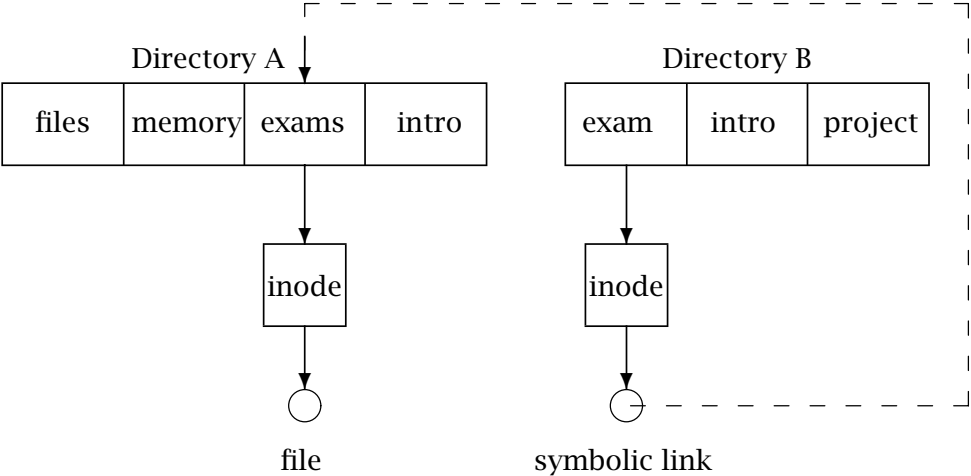 Directory A
Directory B
files memory exams intro
exam intro project
inode
inode
file
symbolic link